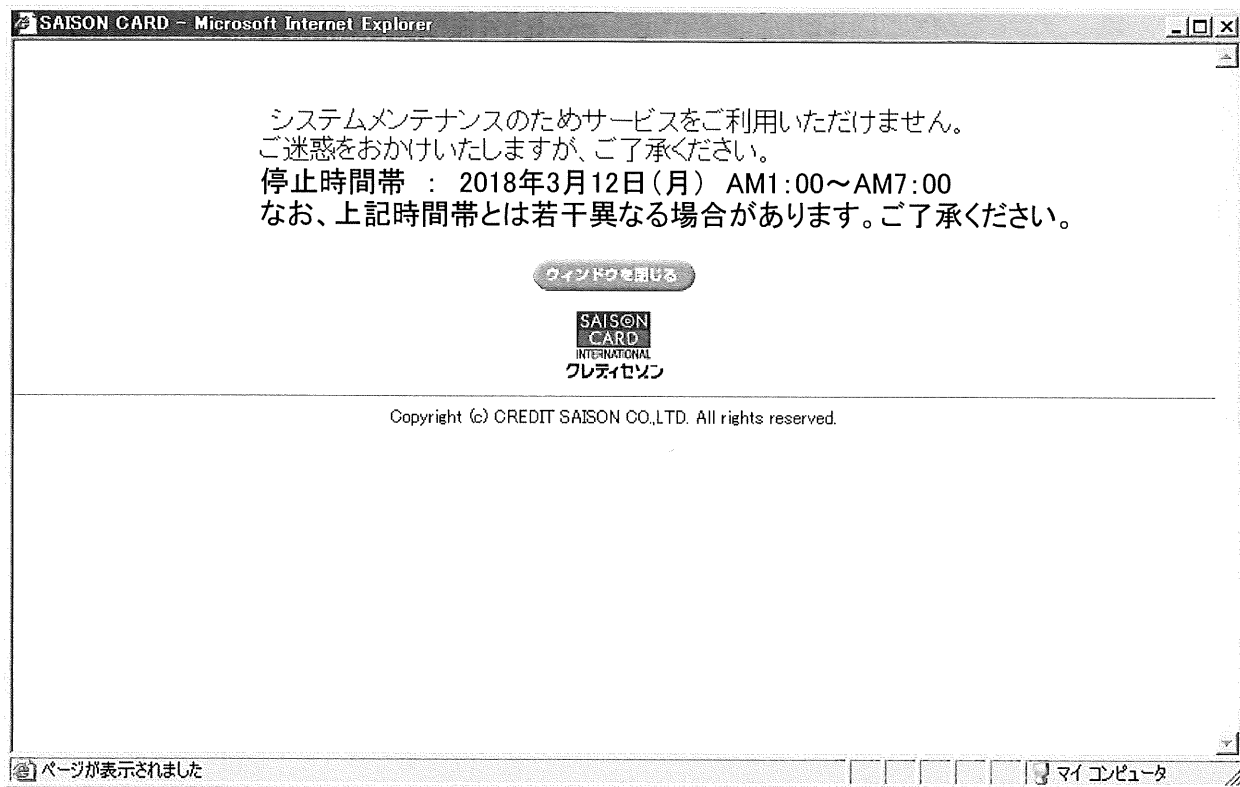 SAISON CARD - Microsoft Internet Explorer
システムメンテナンスのためサービスをご利用いただけません。
ご迷惑をおかけいたしますが、ご了承ください。
停止時間帯 : 2018年3月12日(月) AM1:00～AM7:00
なお、上記時間帯とは若干異なる場合があります。ご了承ください。
ウィンドウを閉じる
SAISON
CARD
INTERNATIONAL
クレディセゾン
Copyright (c) CREDIT SAISON CO.,LTD. All rights reserved.
ページが表示されました マイ コンピュータ